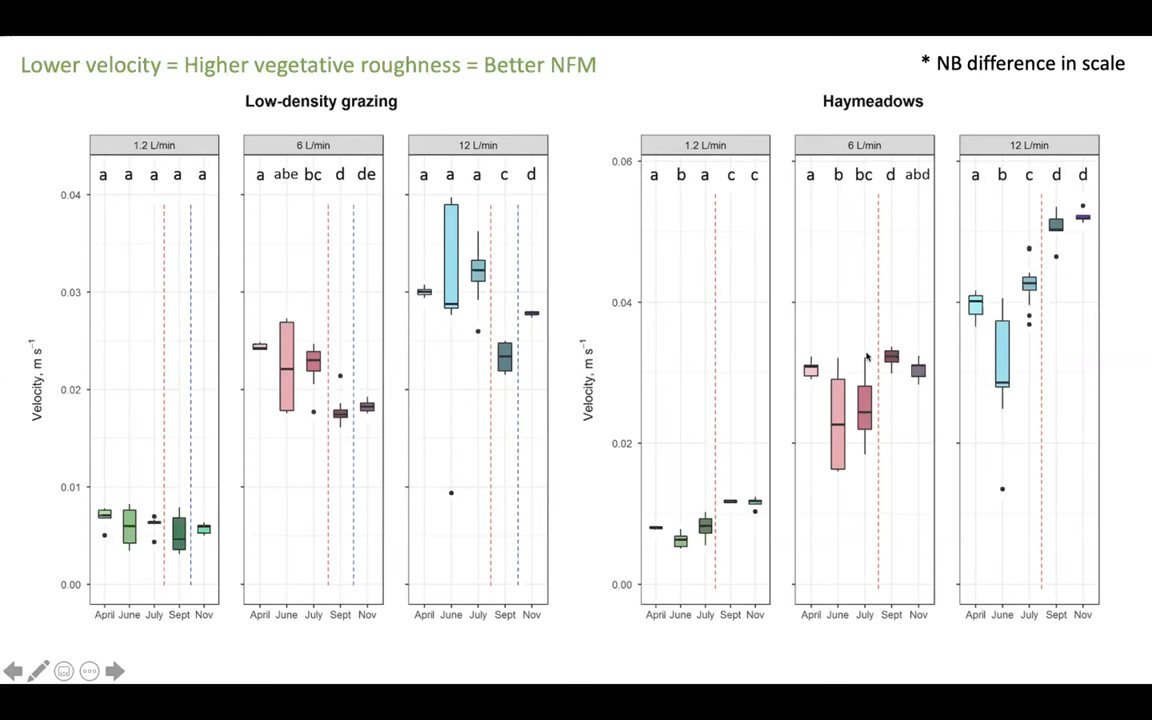 Lower velocity = Higher vegetative roughness = Better NFM
* NB difference in scale
Low-density grazing
Haymeadows
1.2 L/min
6 L/min
12 L/min
1.2 L/min
6 L/min
12 L/min
a a a a a
a abe bc d de
a a a c d
a b a c c
a b bc d abd
a b c d d
0.04
0.03
0.02
0.01
0.00
Velocity, m s⁻¹
0.06
0.04
0.02
0.00
Velocity, m s⁻¹
April June July Sept Nov
April June July Sept Nov
April June July Sept Nov
April June July Sept Nov
April June July Sept Nov
April June July Sept Nov